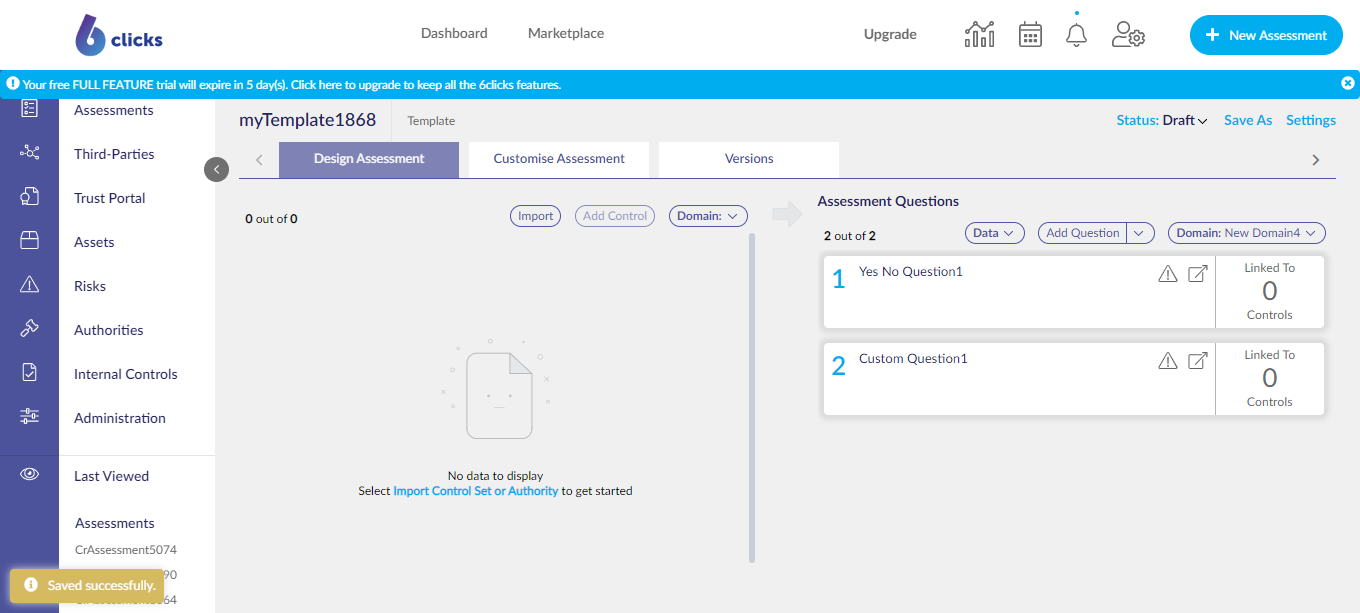 6clicks
Dashboard
Marketplace
Upgrade
New Assessment
Your free FULL FEATURE trial will expire in 5 day(s). Click here to upgrade to keep all the 6clicks features.
Assessments
Third-Parties
Trust Portal
Assets
Risks
Authorities
Internal Controls
Administration
Last Viewed
Assessments
CrAssessment5074
90
64
Saved successfully.
myTemplate1868
Template
Status: Draft
Save As
Settings
Design Assessment
Customise Assessment
Versions
0 out of 0
Import
Add Control
Domain:
No data to display
Select Import Control Set or Authority to get started
Assessment Questions
2 out of 2
Data
Add Question
Domain: New Domain4
1
Yes No Question1
Linked To
0
Controls
2
Custom Question1
Linked To
0
Controls